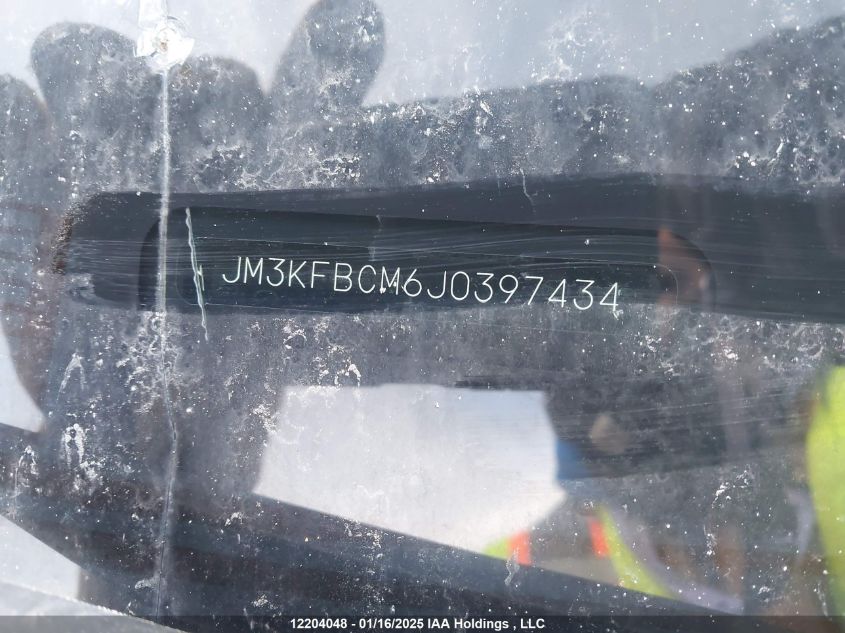 JM3KFBCM6J0397434
12204048 - 01/16/2025 IAA Holdings , LLC